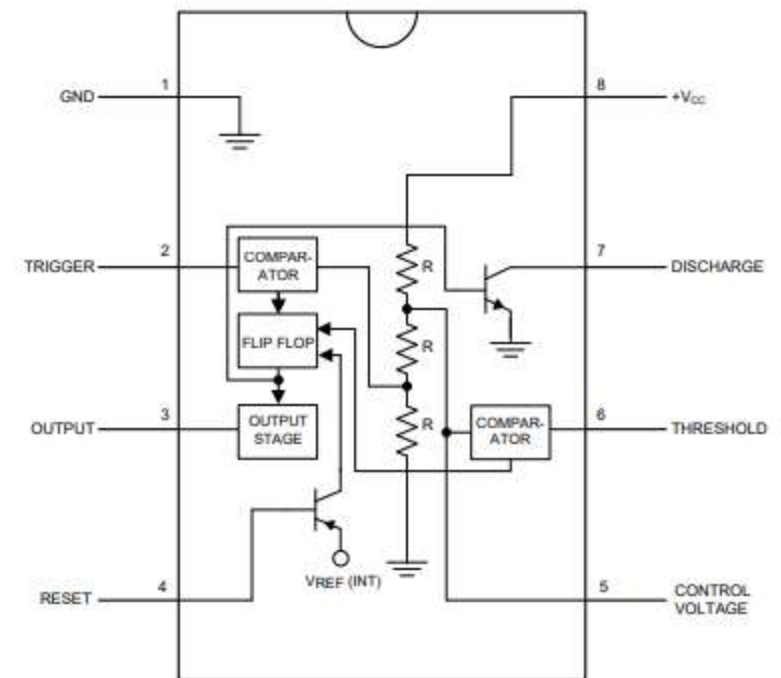 1
GND
8
+VCC
2
TRIGGER
COMPAR-
ATOR
R
7
DISCHARGE
FLIP FLOP
R
3
OUTPUT
OUTPUT
STAGE
R
COMPAR-
ATOR
6
THRESHOLD
VREF (INT)
4
RESET
5
CONTROL
VOLTAGE